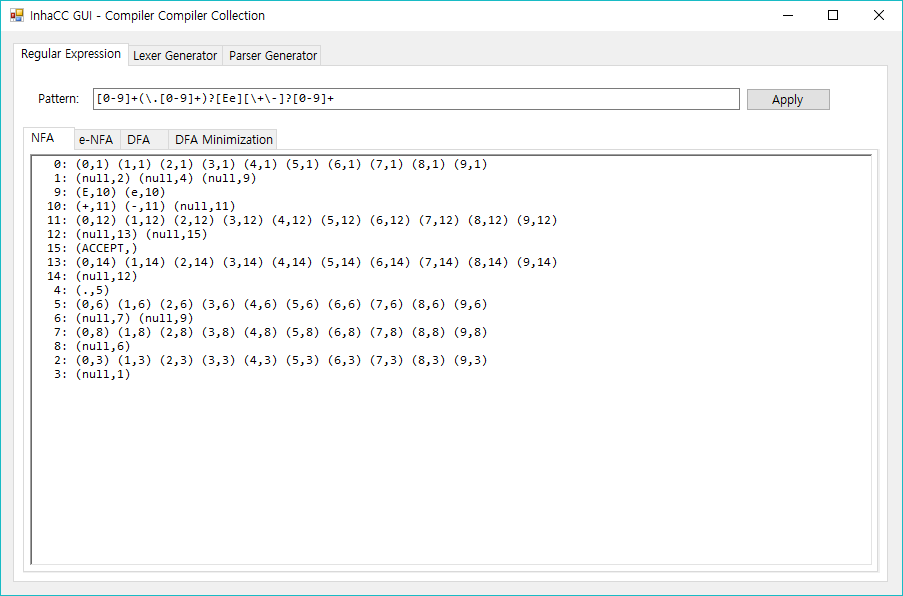 InhaCC GUI - Compiler Compiler Collection
Regular Expression Lexer Generator Parser Generator
Pattern: [0-9]+(\.[0-9]+)?[Ee][\+\-]?[0-9]+ Apply
NFA e-NFA DFA DFA Minimization
0: (0,1) (1,1) (2,1) (3,1) (4,1) (5,1) (6,1) (7,1) (8,1) (9,1)
1: (null,2) (null,4) (null,9)
9: (E,10) (e,10)
10: (+,11) (-,11) (null,11)
11: (0,12) (1,12) (2,12) (3,12) (4,12) (5,12) (6,12) (7,12) (8,12) (9,12)
12: (null,13) (null,15)
15: (ACCEPT,)
13: (0,14) (1,14) (2,14) (3,14) (4,14) (5,14) (6,14) (7,14) (8,14) (9,14)
14: (null,12)
4: (.,5)
5: (0,6) (1,6) (2,6) (3,6) (4,6) (5,6) (6,6) (7,6) (8,6) (9,6)
6: (null,7) (null,9)
7: (0,8) (1,8) (2,8) (3,8) (4,8) (5,8) (6,8) (7,8) (8,8) (9,8)
8: (null,6)
2: (0,3) (1,3) (2,3) (3,3) (4,3) (5,3) (6,3) (7,3) (8,3) (9,3)
3: (null,1)